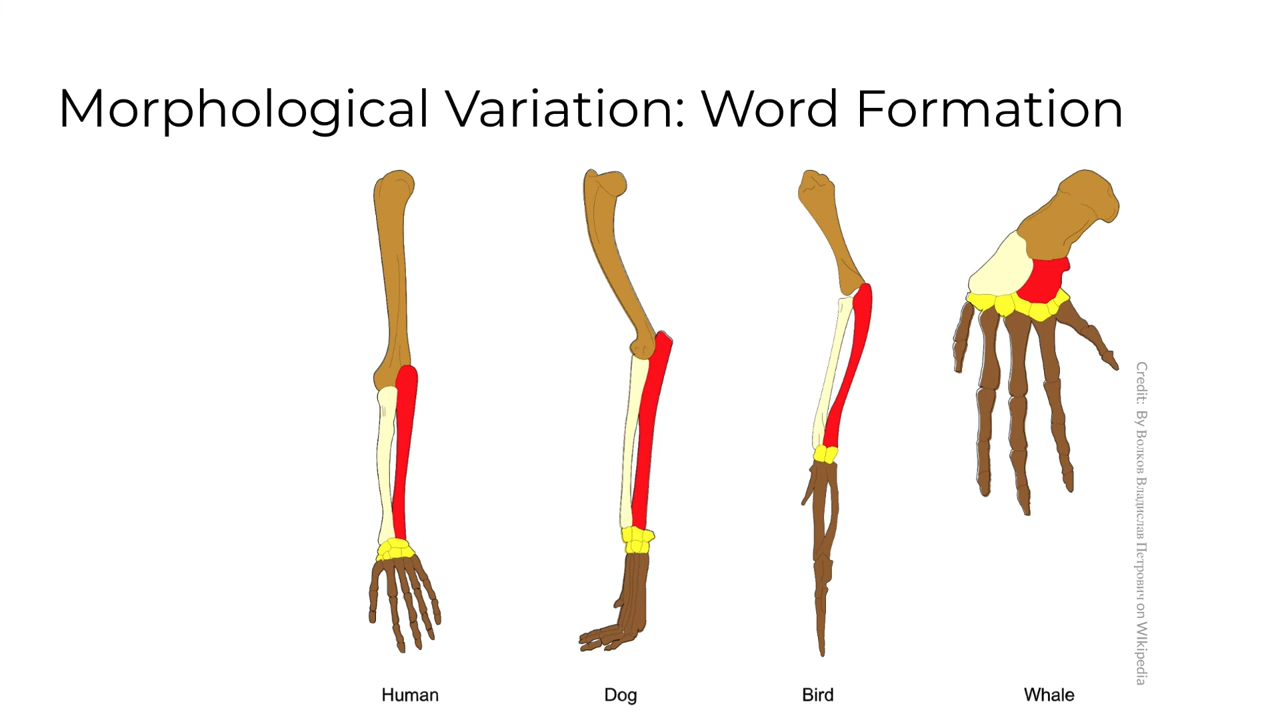 Morphological Variation: Word Formation
Credit: By Волков Владислав Петрович on WIkipedia
Human
Dog
Bird
Whale